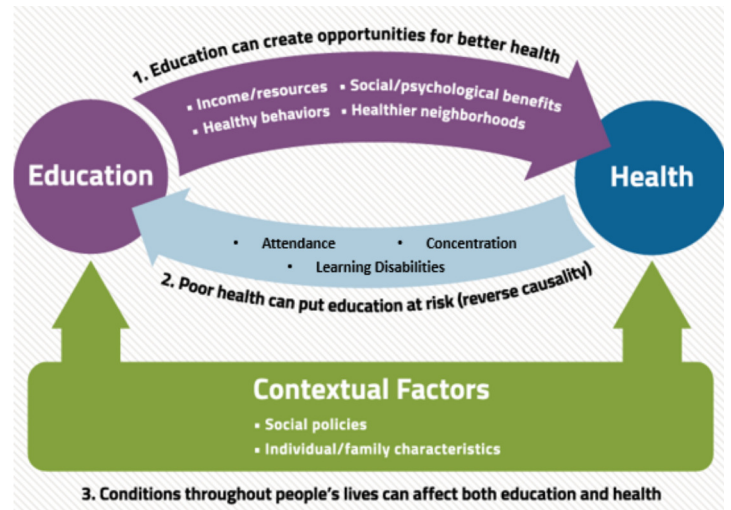 1. Education can create opportunities for better health
▪ Income/resources ▪ Social/psychological benefits
▪ Healthy behaviors ▪ Healthier neighborhoods
Education
Health
• Attendance • Concentration
• Learning Disabilities
2. Poor health can put education at risk (reverse causality)
Contextual Factors
▪ Social policies
▪ Individual/family characteristics
3. Conditions throughout people's lives can affect both education and health